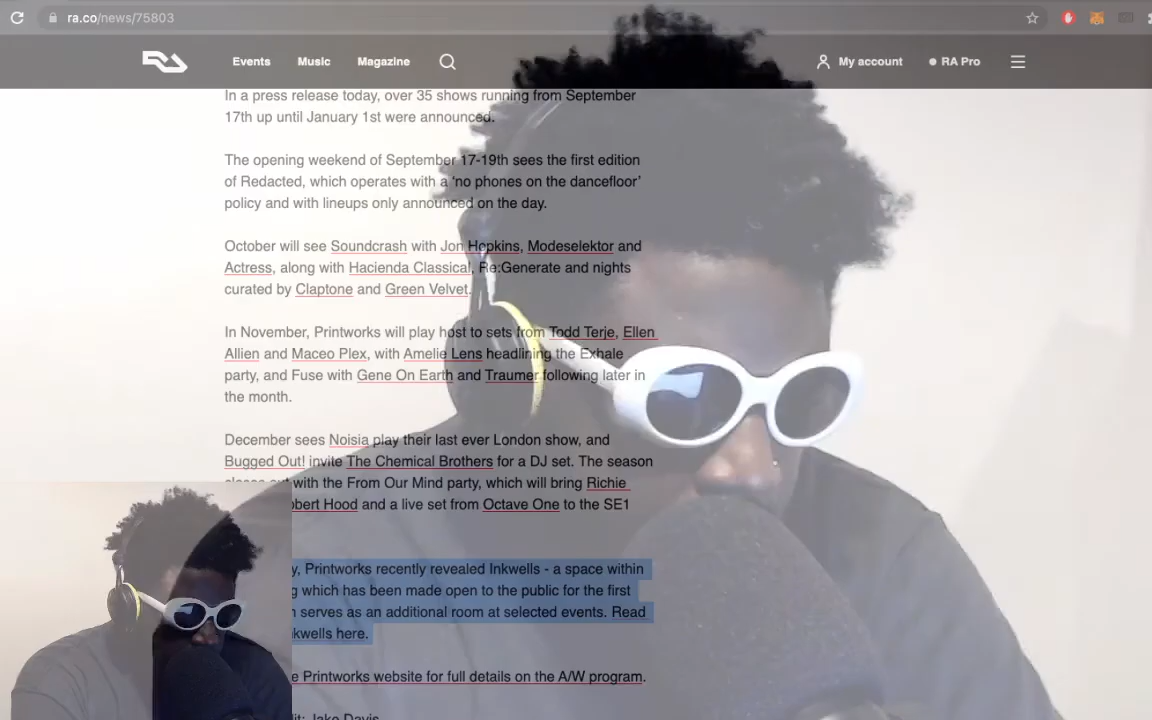 ra.co/news/75803
Events Music Magazine My account RA Pro
In a press release today, over 35 shows running from September
17th up until January 1st were announced.
The opening weekend of September 17-19th sees the first edition
of Redacted, which operates with a ‘no phones on the dancefloor’
policy and with lineups only announced on the day.
October will see Soundcrash with Jon Hopkins, Modeselektor and
Actress, along with Hacienda Classical, Re:Generate and nights
curated by Claptone and Green Velvet.
In November, Printworks will play host to sets from Todd Terje, Ellen
Allien and Maceo Plex, with Amelie Lens headlining the Exhale
party, and Fuse with Gene On Earth and Traumer following later in
the month.
December sees Noisia play their last ever London show, and
Bugged Out! invite The Chemical Brothers for a DJ set. The season
with the From Our Mind party, which will bring Richie
obert Hood and a live set from Octave One to the SE1
y, Printworks recently revealed Inkwells - a space within
g which has been made open to the public for the first
h serves as an additional room at selected events. Read
nkwells here.
e Printworks website for full details on the A/W program.
dit: Jake Davis